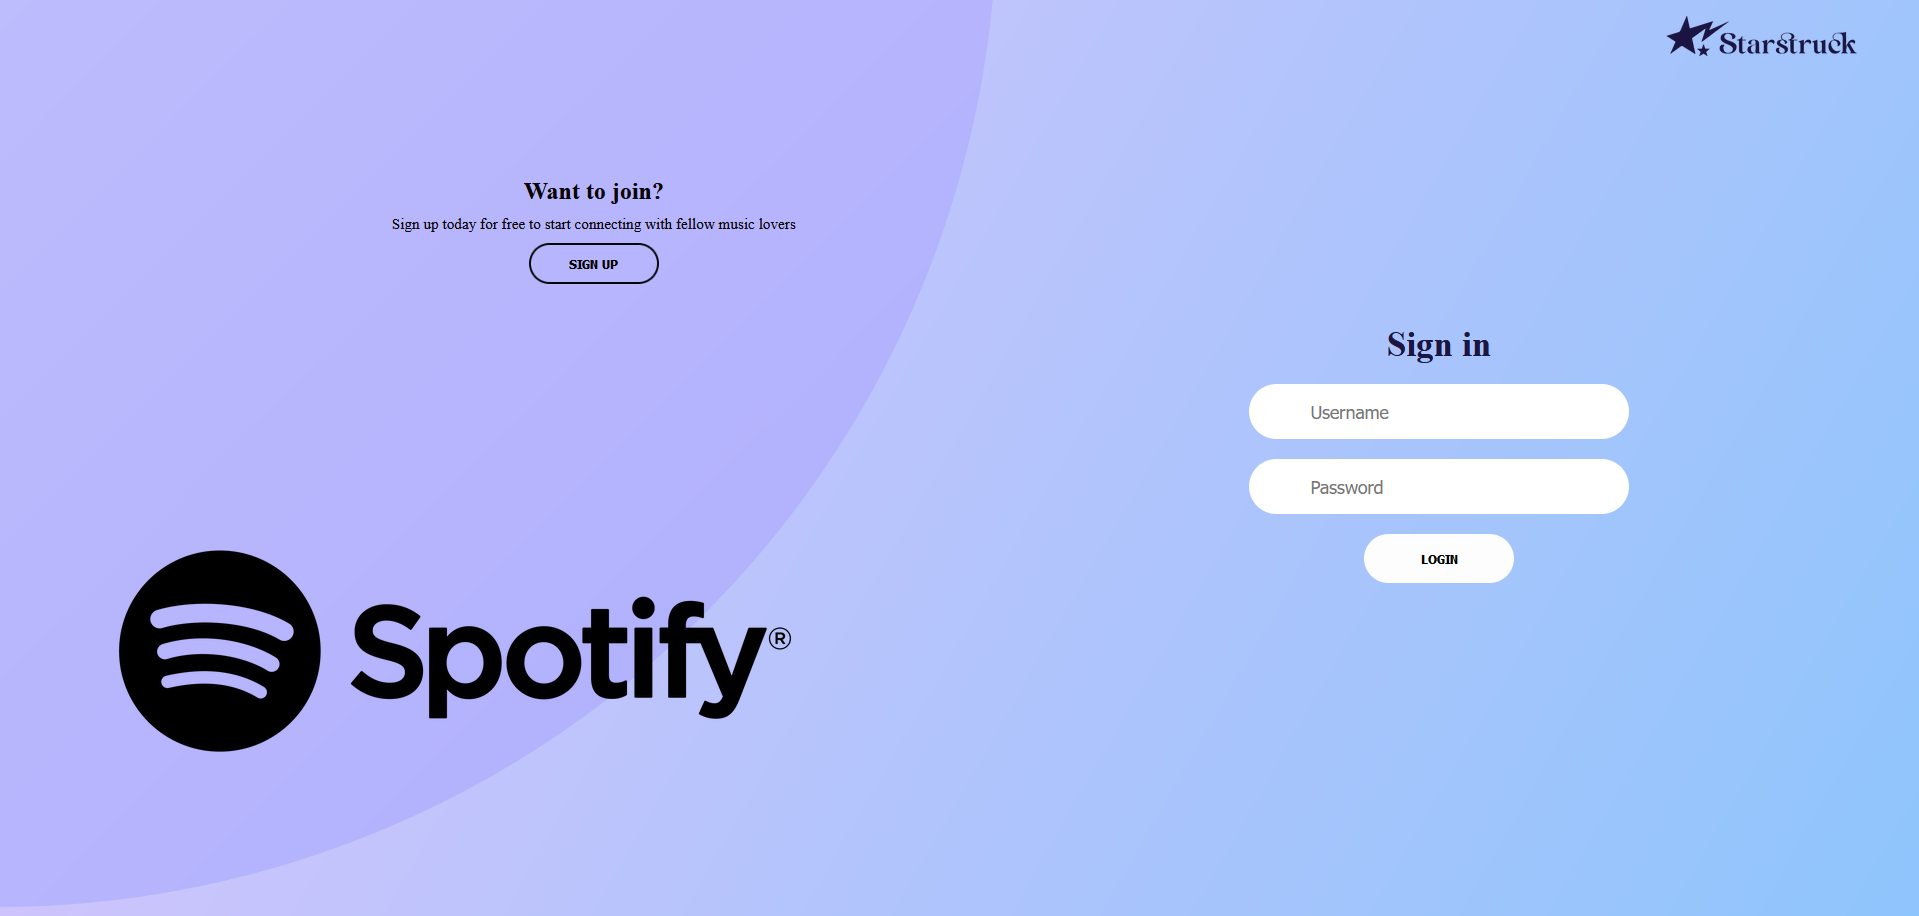 Starstruck
Want to join?
Sign up today for free to start connecting with fellow music lovers
SIGN UP
Sign in
Username
Password
LOGIN
Spotify®